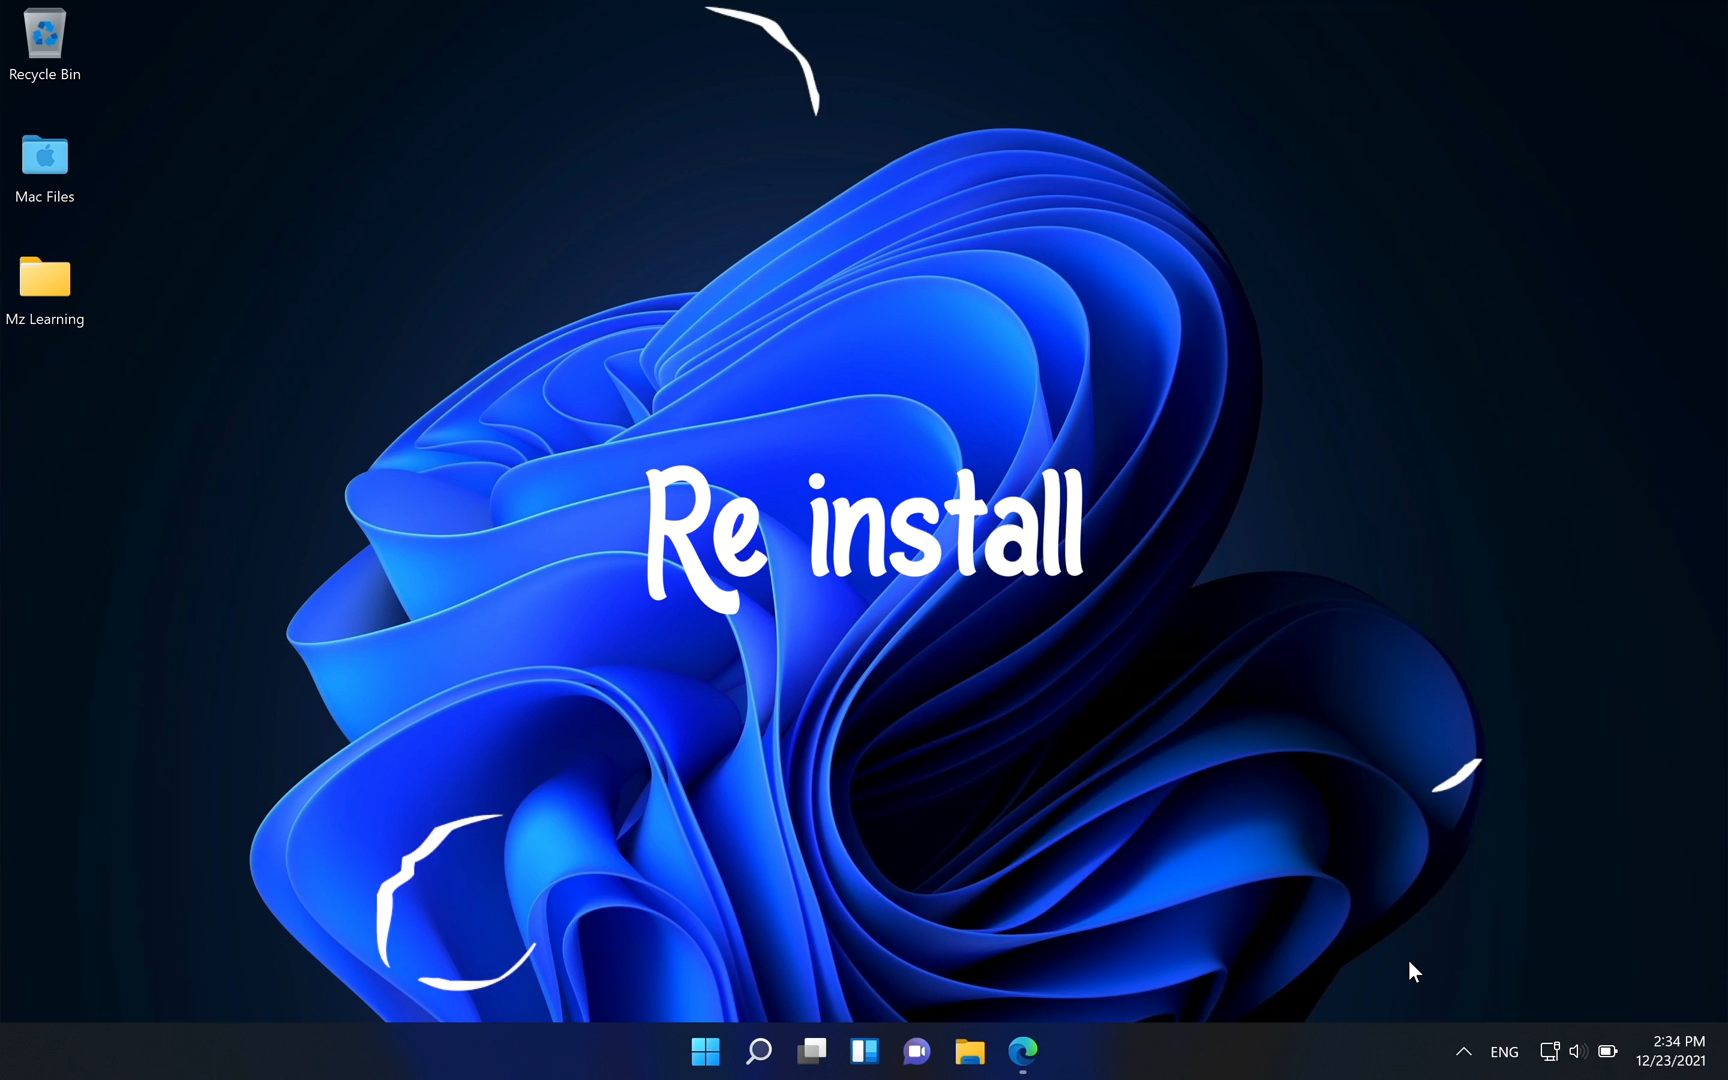 Recycle Bin
Mac Files
Mz Learning
Re install
ENG
2:34 PM
12/23/2021